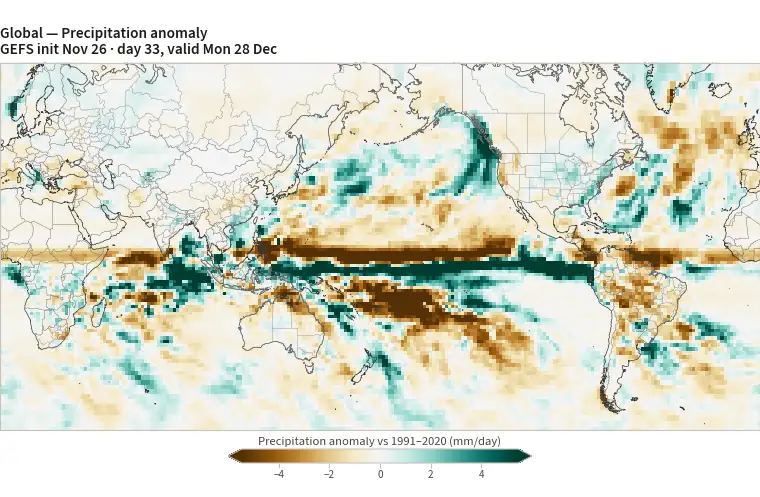 Global — Precipitation anomaly
GEFS init Nov 26 · day 33, valid Mon 28 Dec
Precipitation anomaly vs 1991–2020 (mm/day)
−4 −2 0 2 4